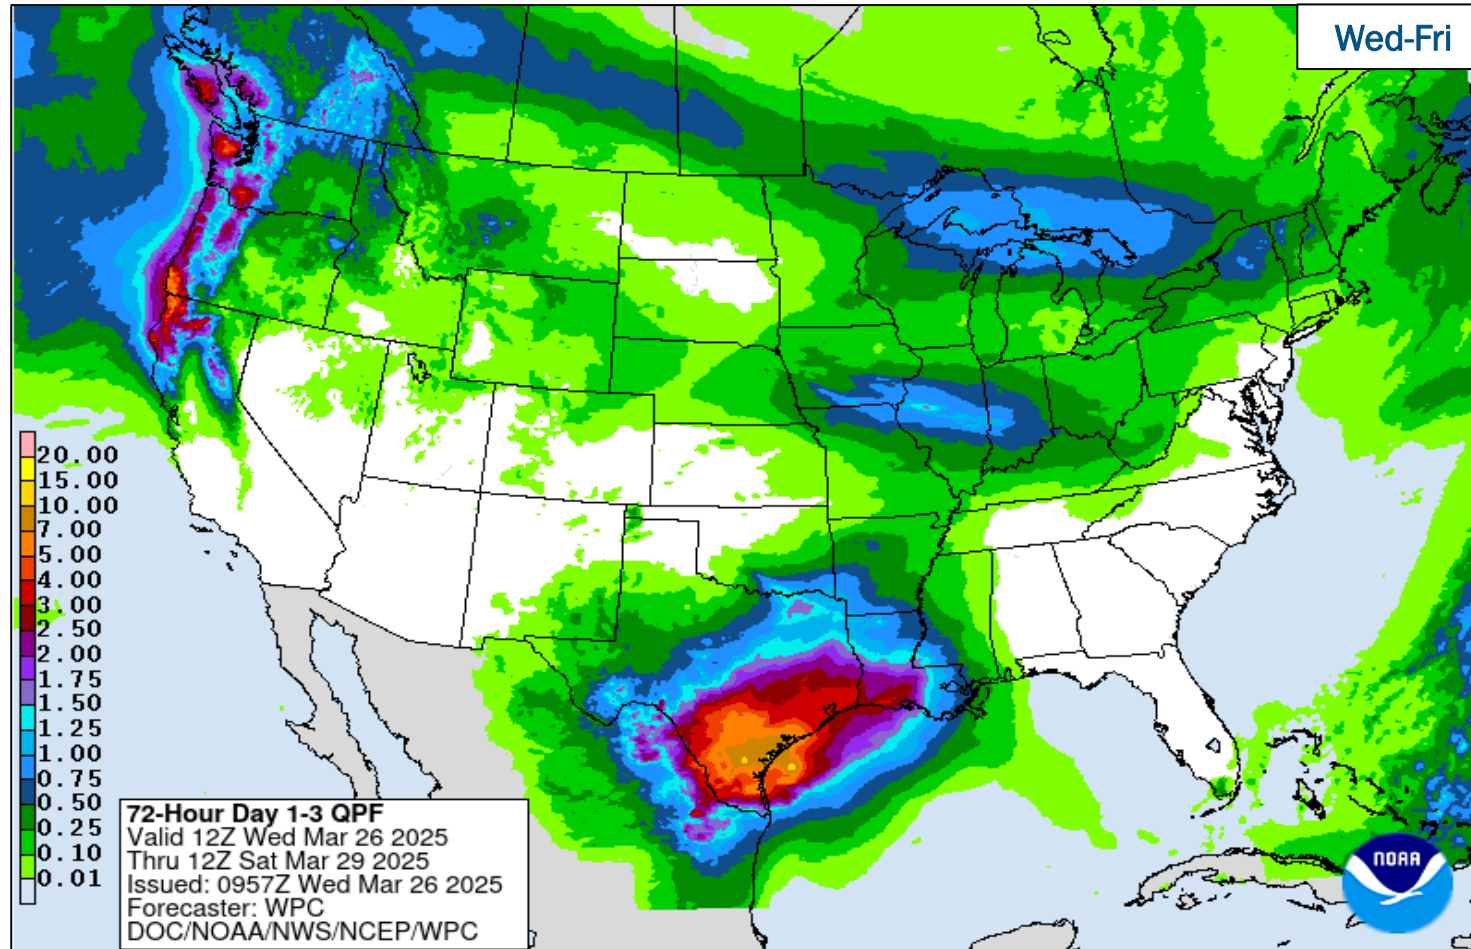 Wed-Fri
20.00
15.00
10.00
7.00
5.00
4.00
3.00
2.50
2.00
1.75
1.50
1.25
1.00
0.75
0.50
0.25
0.10
0.01
72-Hour Day 1-3 QPF
Valid 12Z Wed Mar 26 2025
Thru 12Z Sat Mar 29 2025
Issued: 0957Z Wed Mar 26 2025
Forecaster: WPC
DOC/NOAA/NWS/NCEP/WPC
NOAA